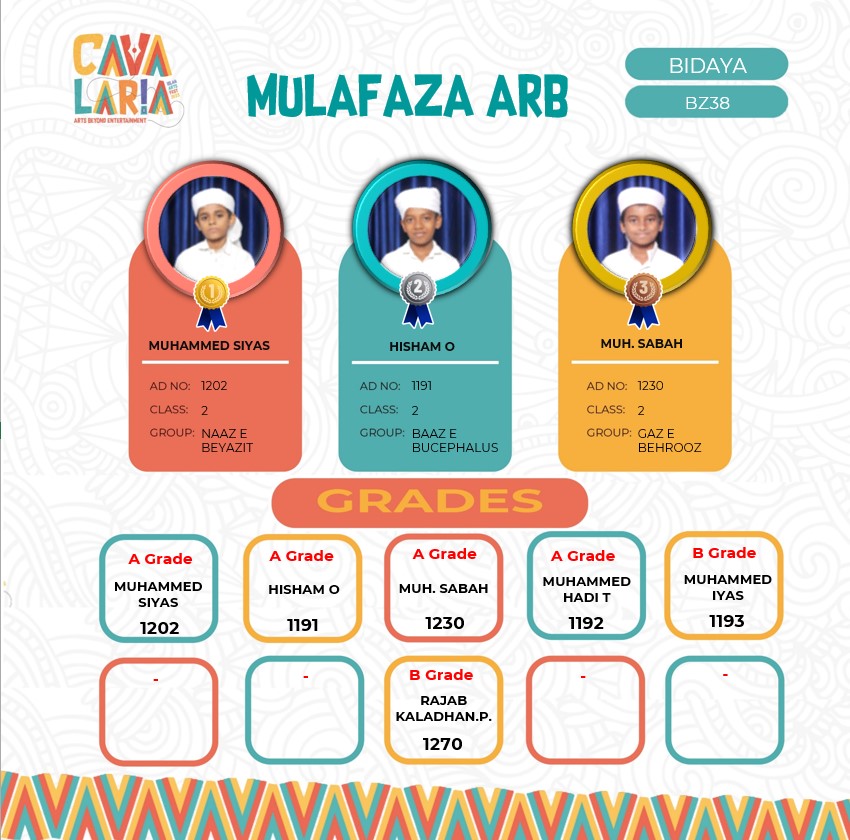 CAVA
LARIA
ARTS BEYOND ENTERTAINMENT
MULAFAZA ARB
BIDAYA
BZ38
1
2
3
MUHAMMED SIYAS
AD NO: 1202
CLASS: 2
GROUP: NAAZ E
BEYAZIT
HISHAM O
AD NO: 1191
CLASS: 2
GROUP: BAAZ E
BUCEPHALUS
MUH. SABAH
AD NO: 1230
CLASS: 2
GROUP: GAZ E
BEHROOZ
GRADES
A Grade
MUHAMMED
SIYAS
1202
A Grade
HISHAM O
1191
A Grade
MUH. SABAH
1230
A Grade
MUHAMMED
HADI T
1192
B Grade
MUHAMMED
IYAS
1193
-
-
B Grade
RAJAB
KALADHAN.P.
1270
-
-